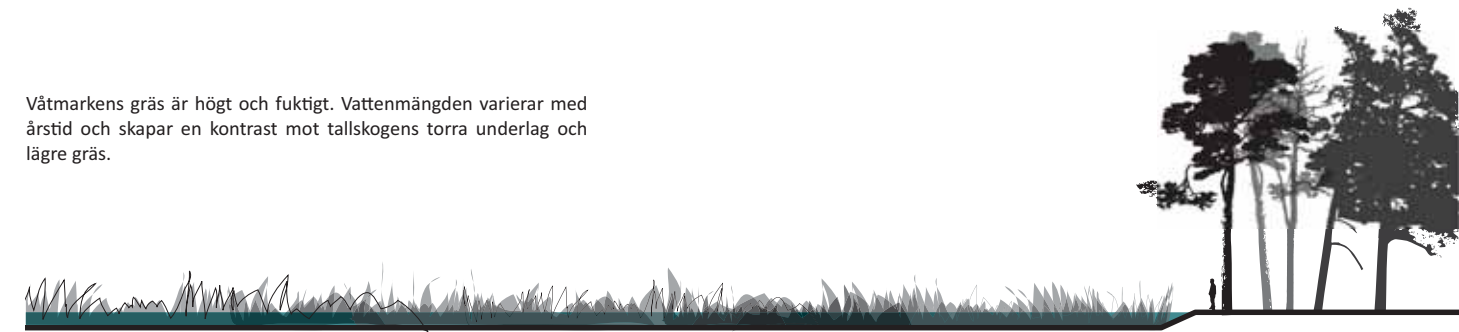 Våtmarkens gräs är högt och fuktigt. Vattenmängden varierar med
årstid och skapar en kontrast mot tallskogens torra underlag och
lägre gräs.